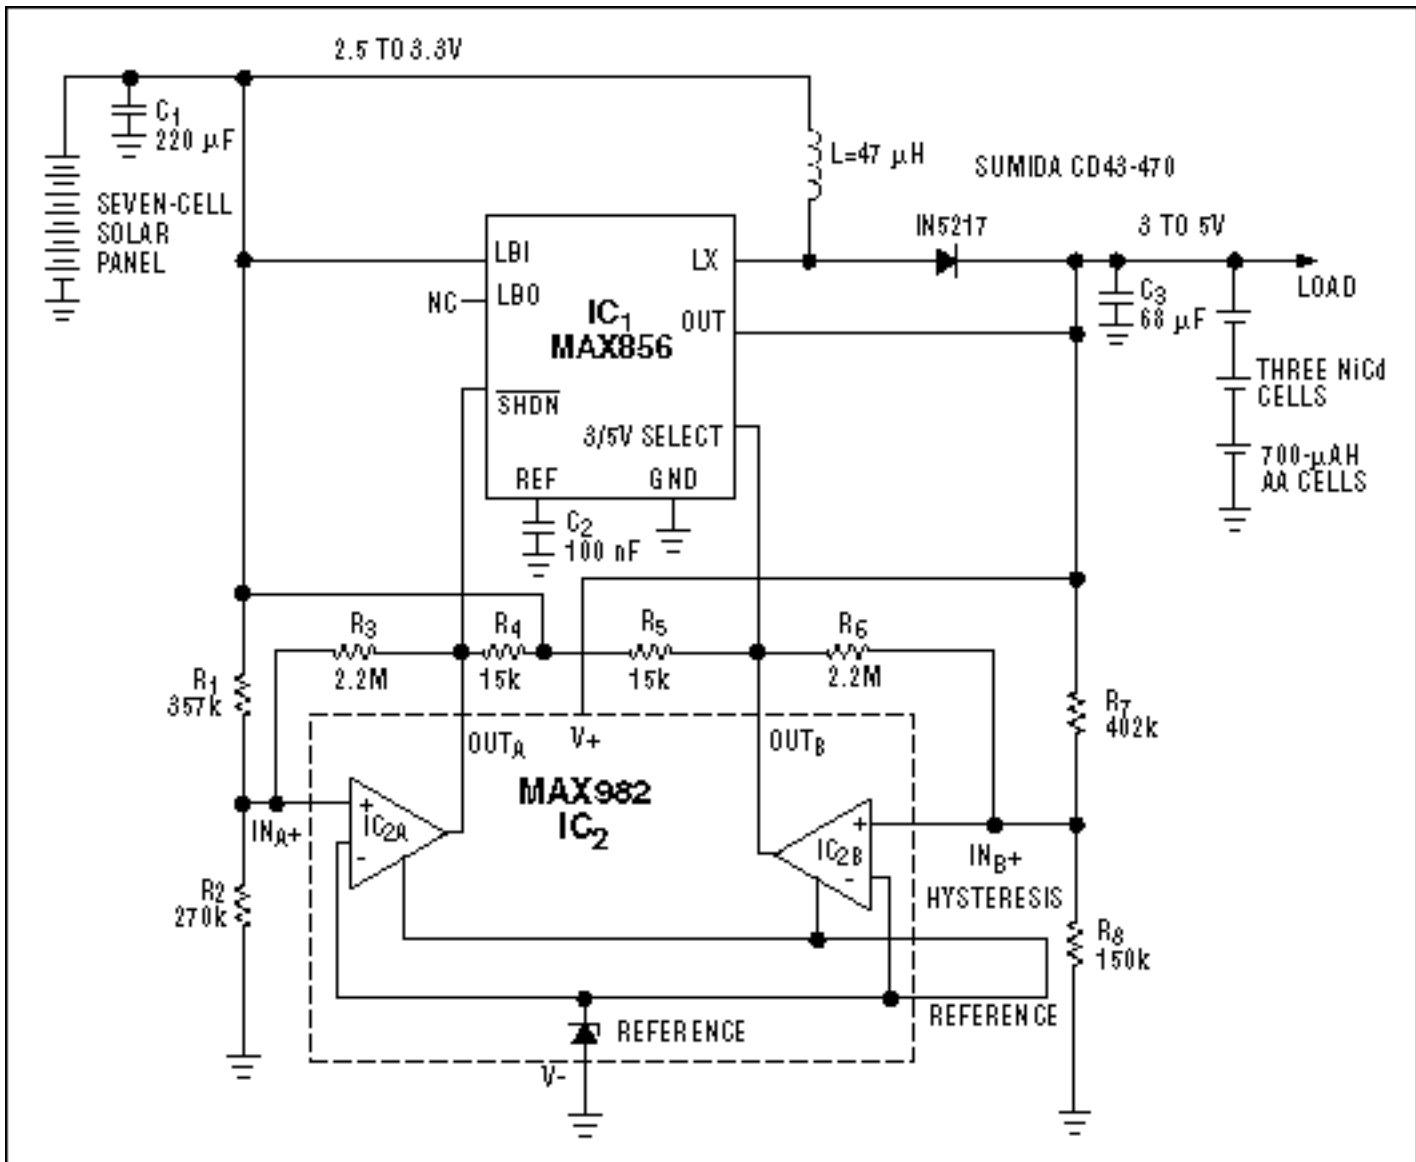 2.5 TO 3.3V
C1
220 µF
L=47 µH
SUMIDA CD43-470
SEVEN-CELL
SOLAR
PANEL
IN5217
3 TO 5V
LBI
LX
NC
LBO
IC1
MAX856
OUT
C3
68 µF
LOAD
SHDN
3/5V SELECT
THREE NiCd
CELLS
REF
GND
700-µAH
AA CELLS
C2
100 nF
R3
2.2M
R4
15k
R5
15k
R6
2.2M
R1
357k
R7
402k
OUTA
V+
OUTB
MAX982
IC2
INA+
+
IC2A
-
+
IC2B
-
INB+
HYSTERESIS
R2
270k
R8
150k
REFERENCE
REFERENCE
V-